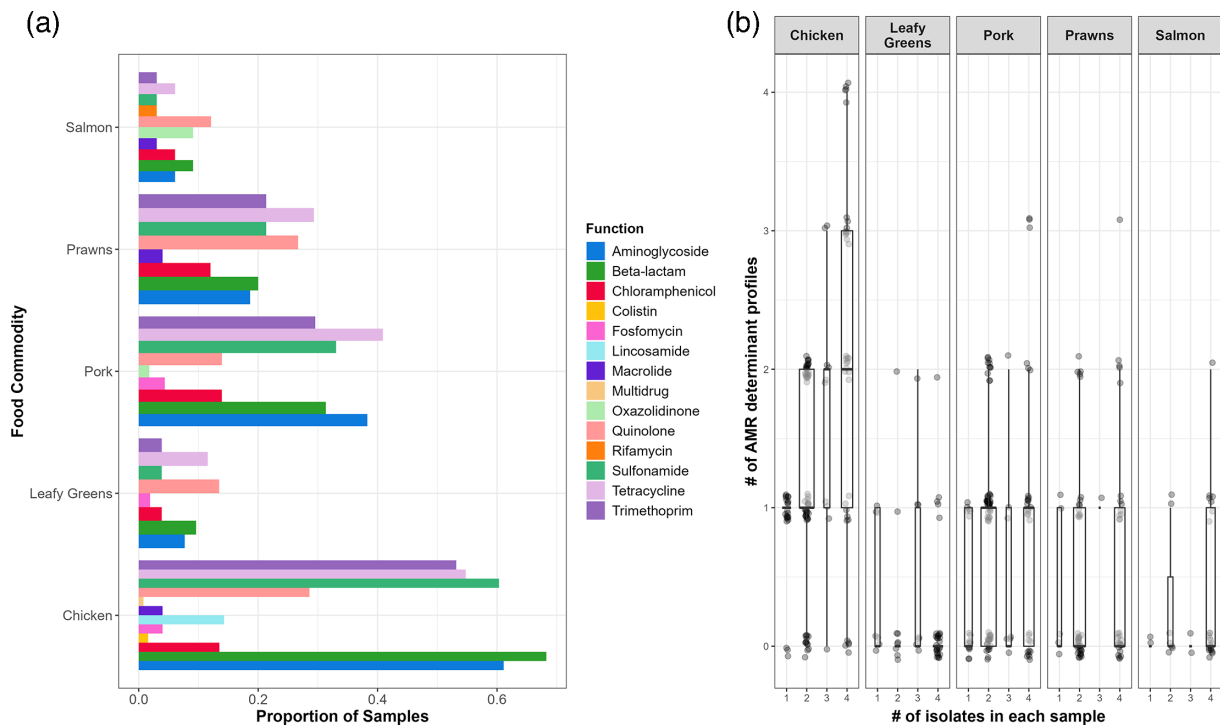 (a)
Salmon
Prawns
Pork
Leafy Greens
Chicken
Food Commodity
0.0 0.2 0.4 0.6
Proportion of Samples
Function
Aminoglycoside
Beta-lactam
Chloramphenicol
Colistin
Fosfomycin
Lincosamide
Macrolide
Multidrug
Oxazolidinone
Quinolone
Rifamycin
Sulfonamide
Tetracycline
Trimethoprim
(b)
Chicken Leafy Greens Pork Prawns Salmon
4
3
2
1
0
# of AMR determinant profiles
1 2 3 4 1 2 3 4 1 2 3 4 1 2 3 4 1 2 3 4
# of isolates in each sample